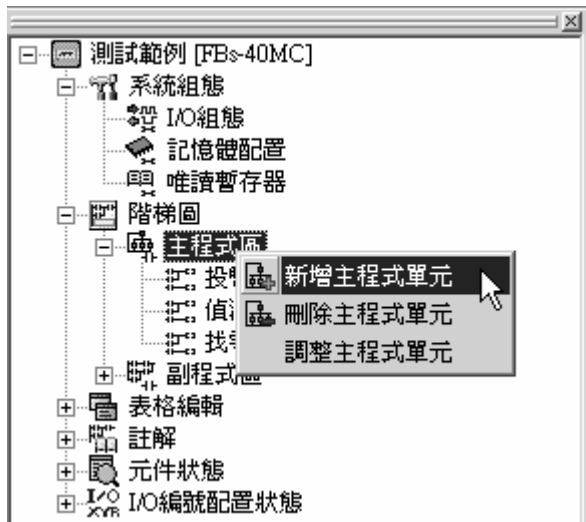 測試範例 [FBs-40MC]
系統組態
I/O組態
記憶體配置
唯讀暫存器
階梯圖
主程式區
新增主程式單元
刪除主程式單元
調整主程式單元
副程式區
表格編輯
註解
元件狀態
I/O編號配置狀態